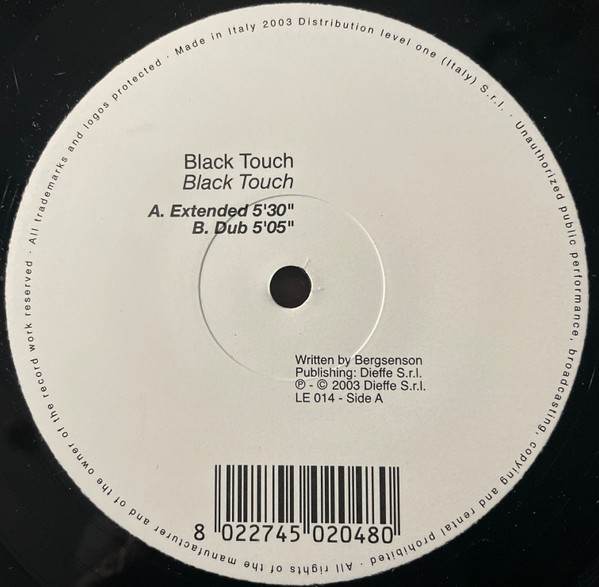 Black Touch
Black Touch
A. Extended 5'30"
B. Dub 5'05"
Written by Bergsenson
Publishing: Dieffe S.r.l.
℗ - © 2003 Dieffe S.r.l.
LE 014 - Side A
8 022745 020480
All trademarks and logos protected · Made in Italy 2003 Distribution level one (Italy) S.r.l. · Unauthorized public performance, broadcasting, copying and rental prohibited · All rights of the manufacturer and of the owner of the record work reserved ·